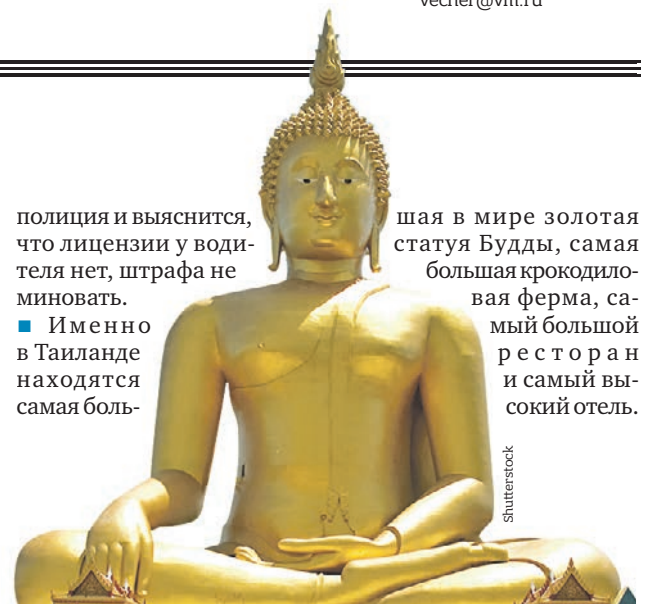 vecher@vm.ru
полиция и выяснится,
что лицензии у води-
теля нет, штрафа не
миновать.
■ Именно
в Таиланде
находятся
самая боль-
шая в мире золотая
статуя Будды, самая
большая крокодило-
вая ферма, са-
мый большой
ресторан
и самый вы-
сокий отель.
shutterstock